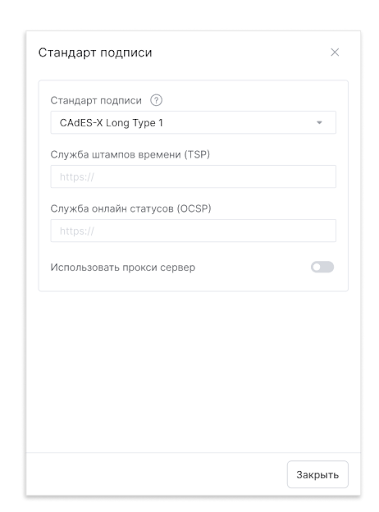 Стандарт подписи
Стандарт подписи ?
CAdES-X Long Type 1
Служба штампов времени (TSP)
https://
Служба онлайн статусов (OCSP)
https://
Использовать прокси сервер
Закрыть